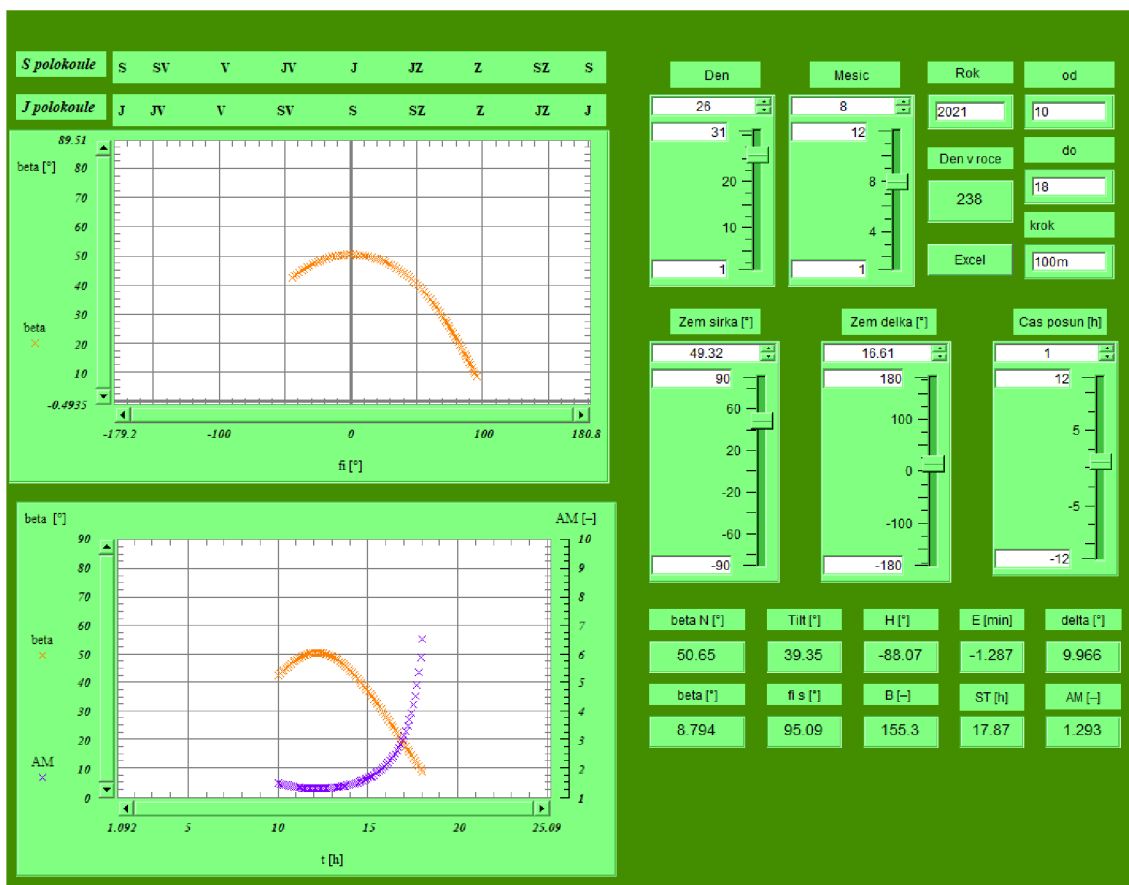 S polokoule S SV V JV J JZ Z SZ S
J polokoule J JV V SV S SZ Z JZ J
89.51
beta [°]
80
70
60
50
40
30
20
10
-0.4935
beta
-179.2 -100 0 100 180.8
fi [°]
beta [°] AM [–]
90
80
70
60
50
40
30
20
10
0
10
9
8
7
6
5
4
3
2
1
beta
AM
1.092 5 10 15 20 25.09
t [h]
Den
26
31
20
10
1
Mesic
8
12
8
4
1
Rok
2021
Den v roce
238
Excel
od
10
do
18
krok
100m
Zem sirka [°]
49.32
90
60
20
-20
-60
-90
Zem delka [°]
16.61
180
100
0
-100
-180
Cas posun [h]
1
12
5
-5
-12
beta N [°] Tilt [°] H [°] E [min] delta [°]
50.65 39.35 -88.07 -1.287 9.966
beta [°] fi s [°] B [–] ST [h] AM [–]
8.794 95.09 155.3 17.87 1.293